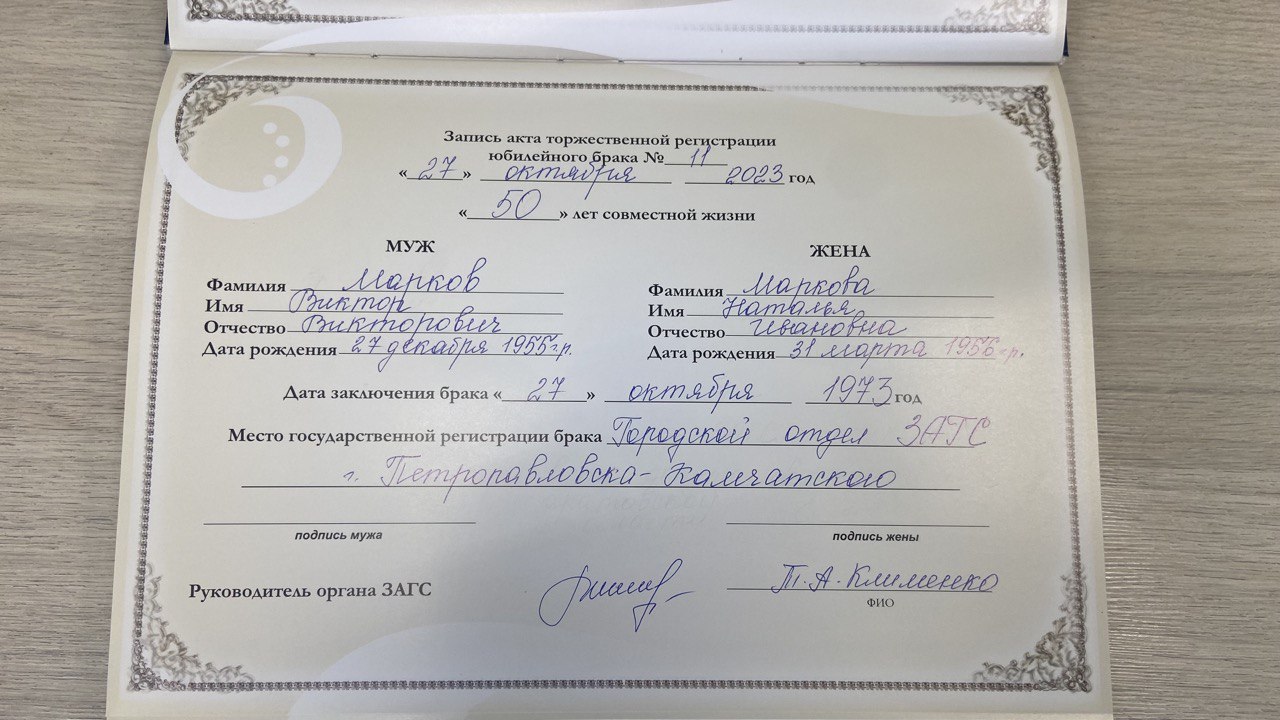 Запись акта торжественной регистрации
юбилейного брака № 11
«27» октября 2023 год
«50» лет совместной жизни
МУЖ
Фамилия Марков
Имя Виктор
Отчество Викторович
Дата рождения 27 декабря 1955 г.р.
ЖЕНА
Фамилия Маркова
Имя Наталья
Отчество Ивановна
Дата рождения 31 марта 1956 г.р.
Дата заключения брака «27» октября 1973 год
Место государственной регистрации брака Городской отдел ЗАГС
г. Петропавловска-Камчатского
подпись мужа
подпись жены
Руководитель органа ЗАГС Т.А. Клименко
ФИО